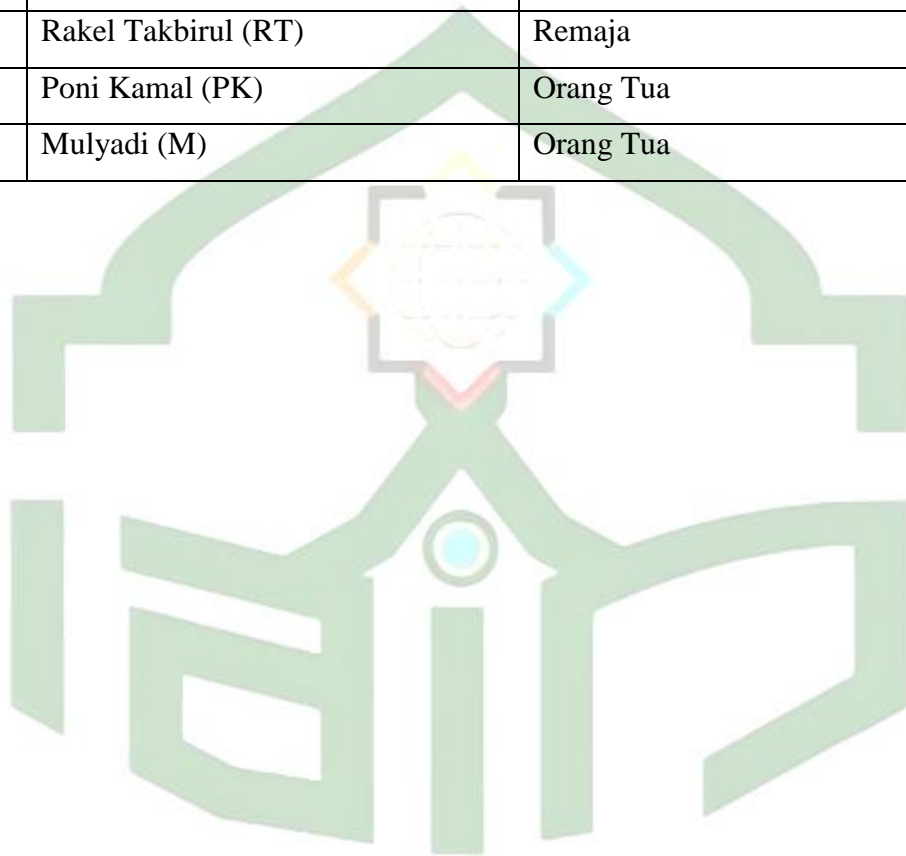 Rakel Takbirul (RT) Remaja
Poni Kamal (PK) Orang Tua
Mulyadi (M) Orang Tua